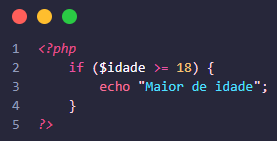 1 <?php
2     if ($idade >= 18) {
3         echo "Maior de idade";
4     }
5 ?>